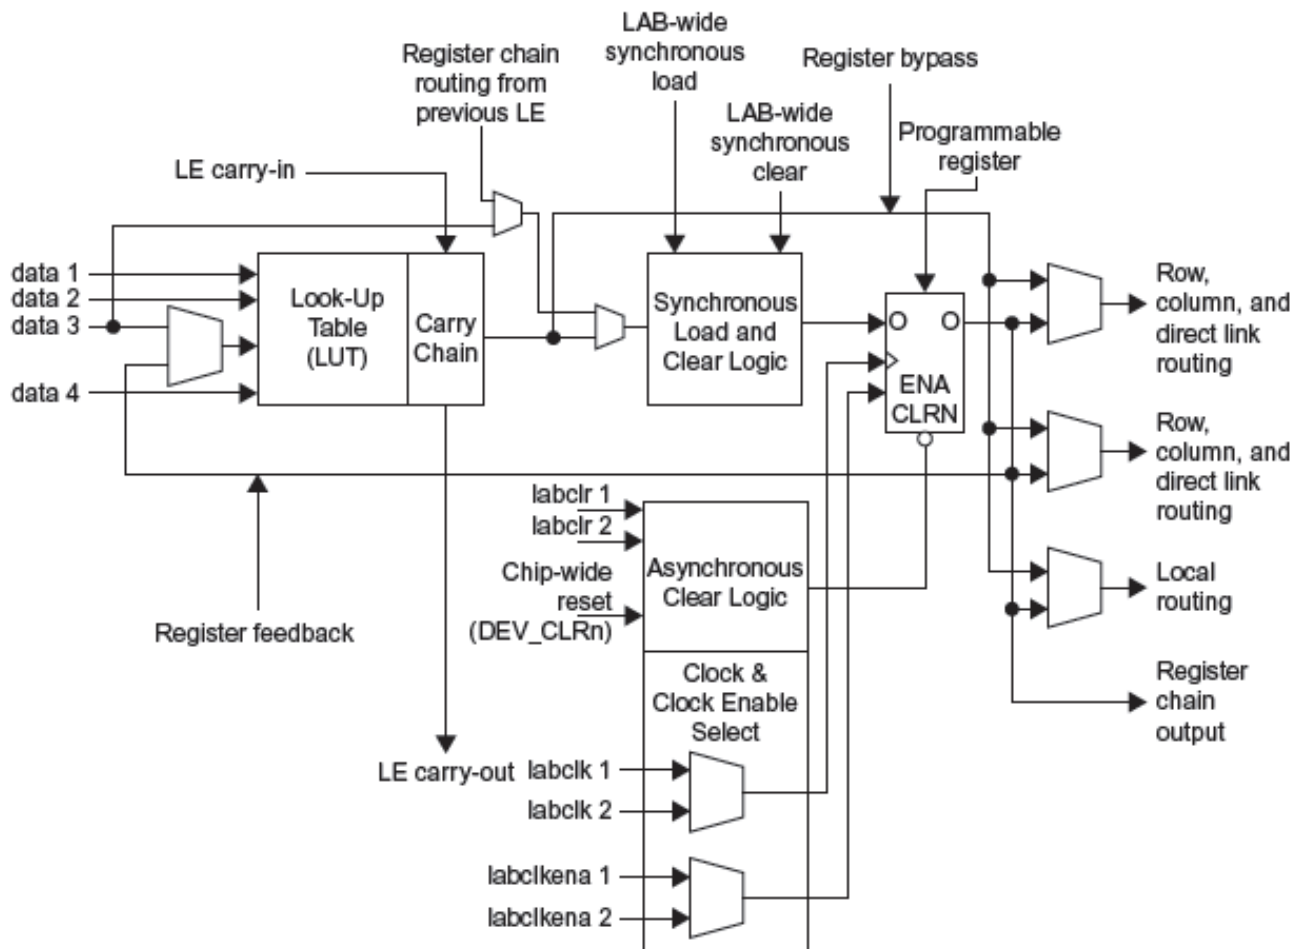 LAB-wide
synchronous
load
Register chain
routing from
previous LE
Register bypass
LAB-wide
synchronous
clear
Programmable
register
LE carry-in
data 1
data 2
data 3
data 4
Look-Up
Table
(LUT)
Carry
Chain
Synchronous
Load and
Clear Logic
O O
ENA
CLRN
Row,
column, and
direct link
routing
Row,
column, and
direct link
routing
Local
routing
Register
chain
output
Register feedback
labclr 1
labclr 2
Chip-wide
reset
(DEV_CLRn)
Asynchronous
Clear Logic
Clock &
Clock Enable
Select
LE carry-out
labclk 1
labclk 2
labclkena 1
labclkena 2